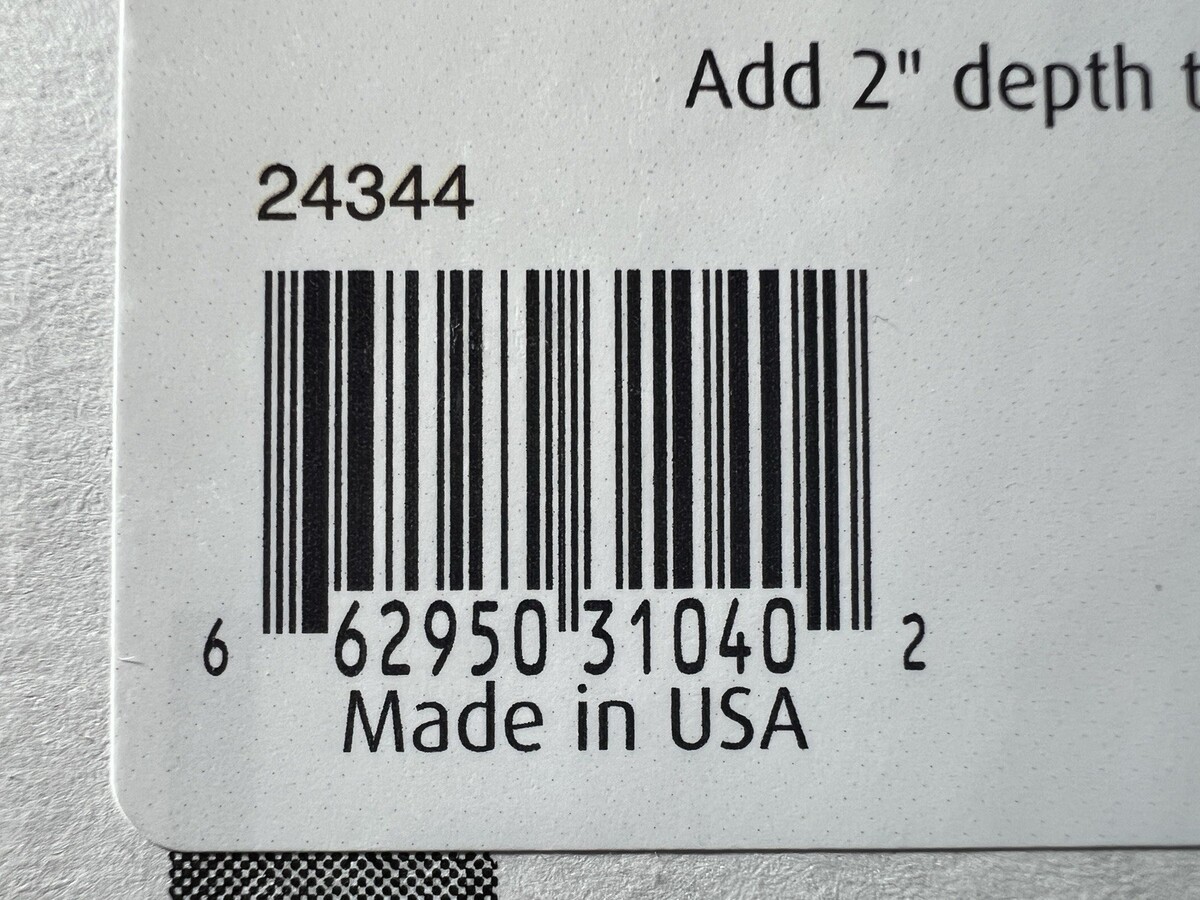 Add 2" depth t
24344
6 62950 31040 2
Made in USA